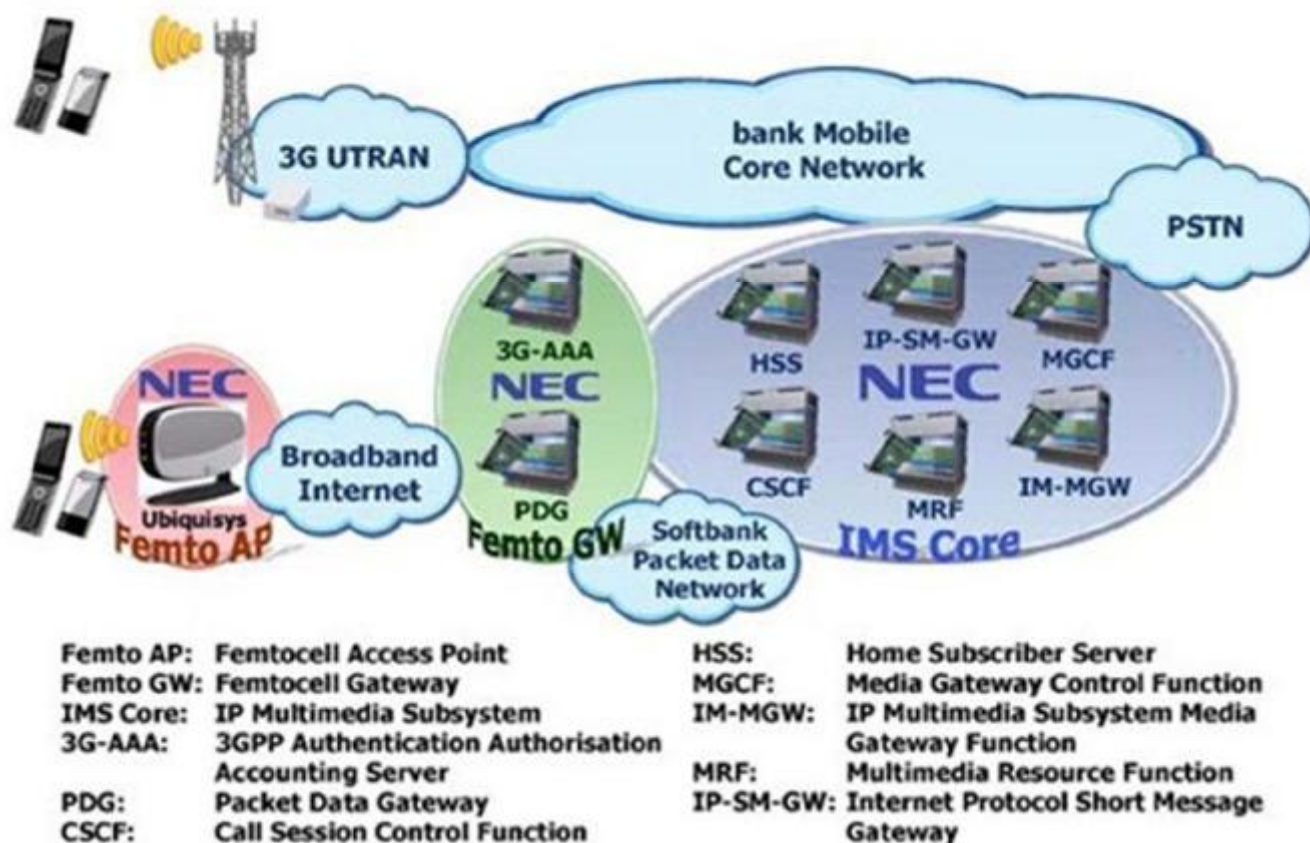 3G UTRAN
bank Mobile
Core Network
PSTN
3G-AAA
NEC
PDG
Femto GW
HSS
IP-SM-GW
MGCF
NEC
CSCF
MRF
IM-MGW
IMS Core
NEC
Ubiquisys
Femto AP
Broadband
Internet
Softbank
Packet Data
Network
Femto AP: Femtocell Access Point
Femto GW: Femtocell Gateway
IMS Core: IP Multimedia Subsystem
3G-AAA: 3GPP Authentication Authorisation
Accounting Server
PDG: Packet Data Gateway
CSCF: Call Session Control Function
HSS: Home Subscriber Server
MGCF: Media Gateway Control Function
IM-MGW: IP Multimedia Subsystem Media
Gateway Function
MRF: Multimedia Resource Function
IP-SM-GW: Internet Protocol Short Message
Gateway